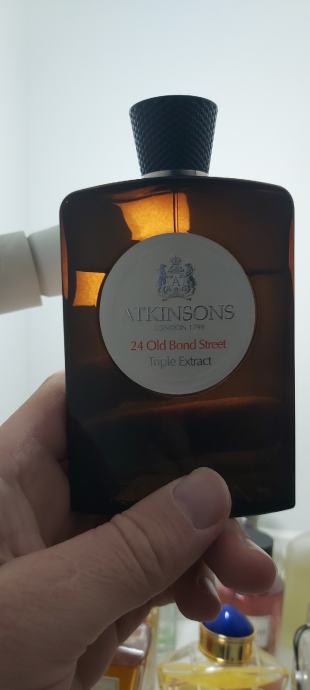 ATKINSONS
LONDON 1799
24 Old Bond Street
Triple Extract